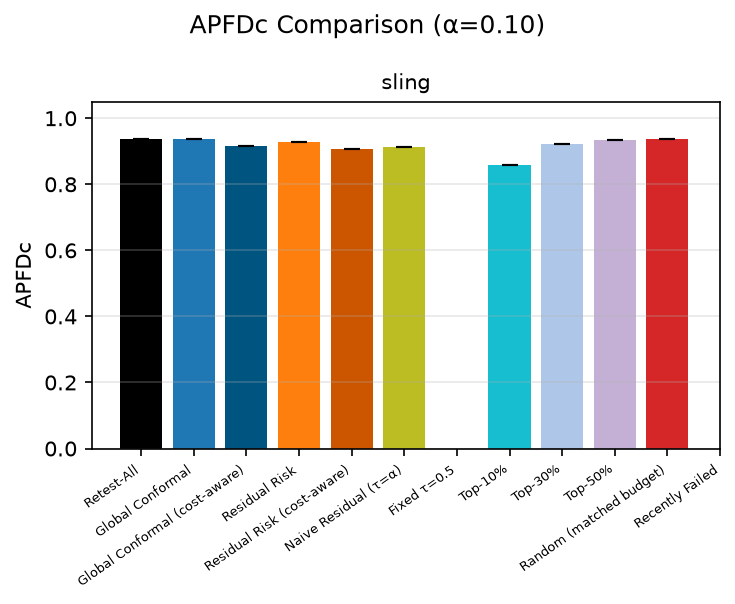 APFDc Comparison (α=0.10)
sling
APFDc
1.0
0.8
0.6
0.4
0.2
0.0
Retest-All
Global Conformal
Global Conformal (cost-aware)
Residual Risk
Residual Risk (cost-aware)
Naive Residual (τ=α)
Fixed τ=0.5
Top-10%
Top-30%
Top-50%
Random (matched budget)
Recently Failed